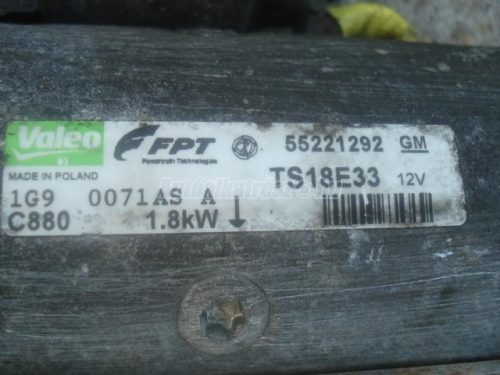 Valeo FPT 55221292 GM
Powertrain Technologies
MADE IN POLAND TS18E33 12V
1G9 0071AS A
C880 1.8kW